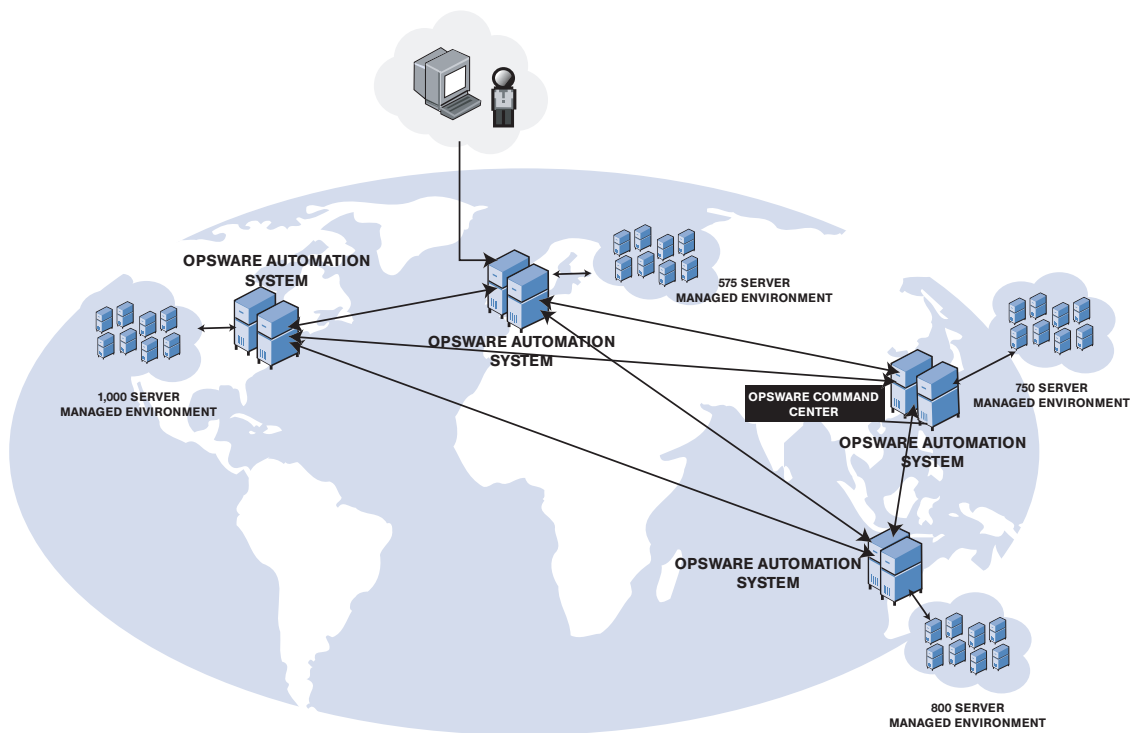 OPSWARE AUTOMATION
SYSTEM
575 SERVER
MANAGED ENVIRONMENT
OPSWARE AUTOMATION
SYSTEM
1,000 SERVER
MANAGED ENVIRONMENT
OPSWARE COMMAND
CENTER
750 SERVER
MANAGED ENVIRONMENT
OPSWARE AUTOMATION
SYSTEM
OPSWARE AUTOMATION
SYSTEM
800 SERVER
MANAGED ENVIRONMENT